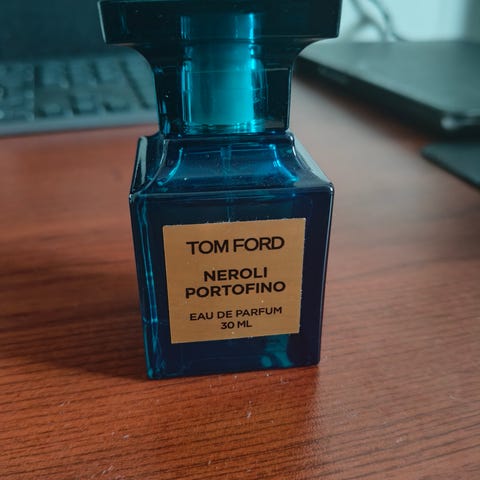 TOM FORD
NEROLI
PORTOFINO
EAU DE PARFUM
30 ML